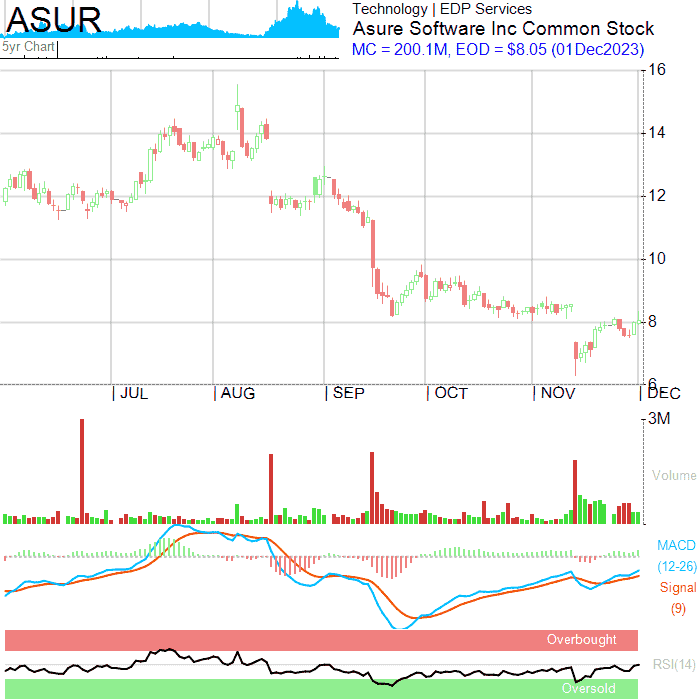 ASUR
Technology | EDP Services
Asure Software Inc Common Stock
MC = 200.1M, EOD = $8.05 (01Dec2023)
5yr Chart
16
14
12
10
8
6
JUL AUG SEP OCT NOV DEC
3M
Volume
MACD
(12-26)
Signal
(9)
Overbought
RSI(14)
Oversold